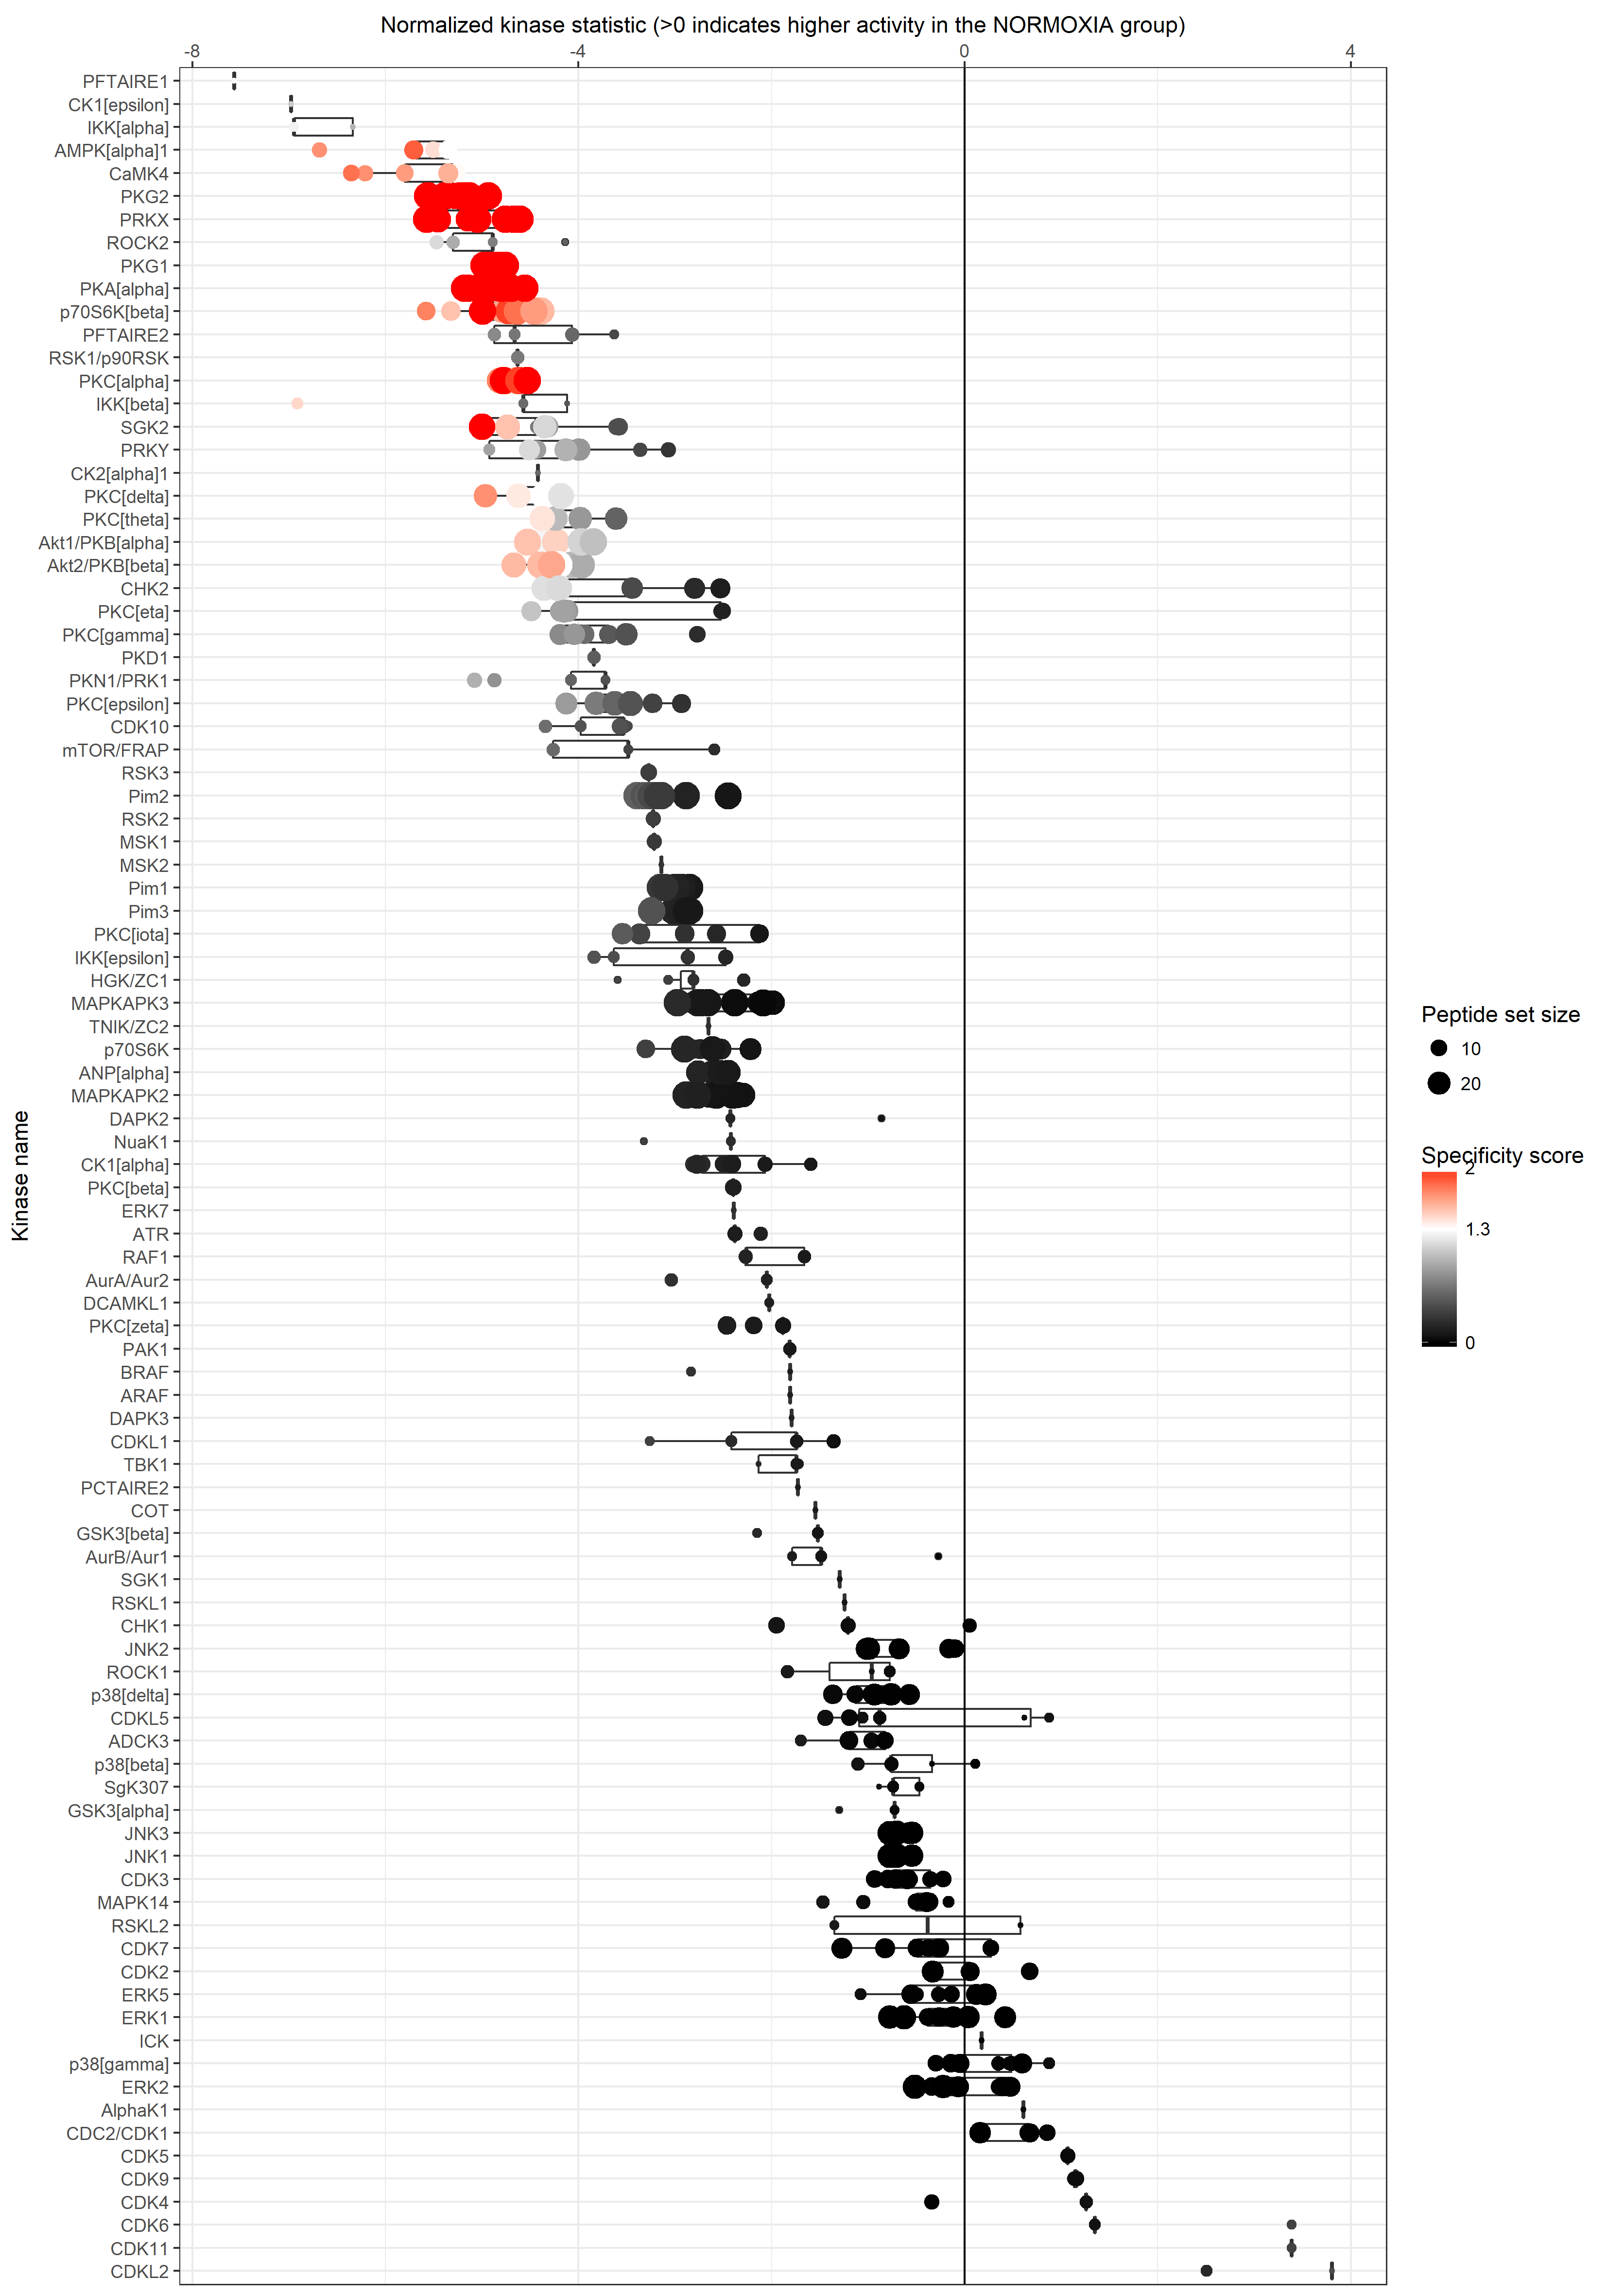 Normalized kinase statistic (>0 indicates higher activity in the NORMOXIA group)
-8 -4 0 4
Kinase name
PFTAIRE1
CK1[epsilon]
IKK[alpha]
AMPK[alpha]1
CaMK4
PKG2
PRKX
ROCK2
PKG1
PKA[alpha]
p70S6K[beta]
PFTAIRE2
RSK1/p90RSK
PKC[alpha]
IKK[beta]
SGK2
PRKY
CK2[alpha]1
PKC[delta]
PKC[theta]
Akt1/PKB[alpha]
Akt2/PKB[beta]
CHK2
PKC[eta]
PKC[gamma]
PKD1
PKN1/PRK1
PKC[epsilon]
CDK10
mTOR/FRAP
RSK3
Pim2
RSK2
MSK1
MSK2
Pim1
Pim3
PKC[iota]
IKK[epsilon]
HGK/ZC1
MAPKAPK3
TNIK/ZC2
p70S6K
ANP[alpha]
MAPKAPK2
DAPK2
NuaK1
CK1[alpha]
PKC[beta]
ERK7
ATR
RAF1
AurA/Aur2
DCAMKL1
PKC[zeta]
PAK1
BRAF
ARAF
DAPK3
CDKL1
TBK1
PCTAIRE2
COT
GSK3[beta]
AurB/Aur1
SGK1
RSKL1
CHK1
JNK2
ROCK1
p38[delta]
CDKL5
ADCK3
p38[beta]
SgK307
GSK3[alpha]
JNK3
JNK1
CDK3
MAPK14
RSKL2
CDK7
CDK2
ERK5
ERK1
ICK
p38[gamma]
ERK2
AlphaK1
CDC2/CDK1
CDK5
CDK9
CDK4
CDK6
CDK11
CDKL2
Peptide set size
10
20
Specificity score
2
1.3
0